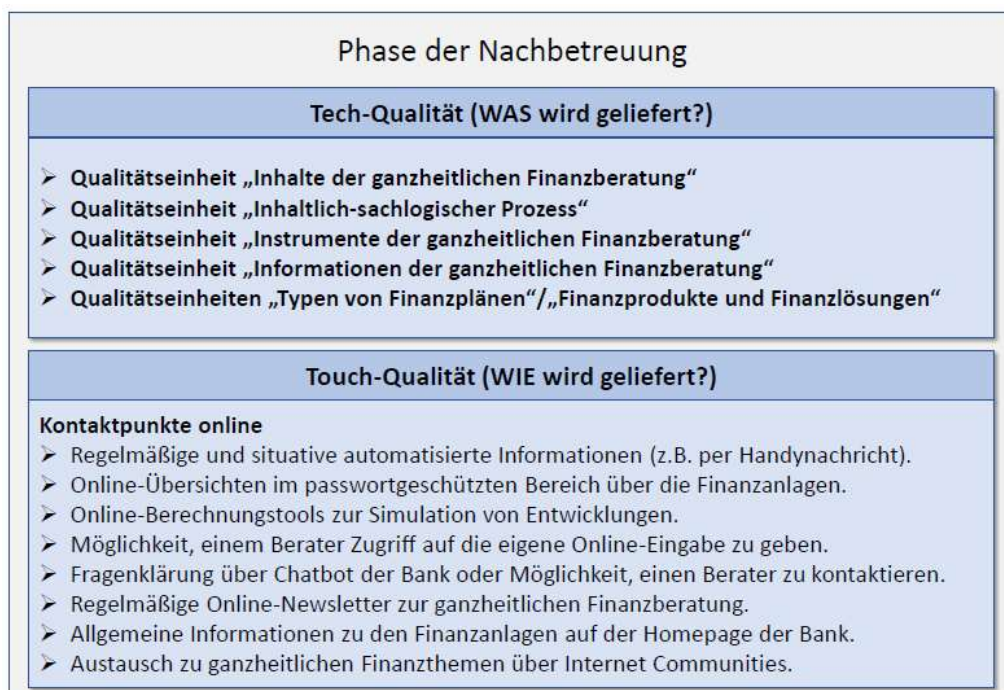 Phase der Nachbetreuung
Tech-Qualität (WAS wird geliefert?)
➢ Qualitätseinheit „Inhalte der ganzheitlichen Finanzberatung“
➢ Qualitätseinheit „Inhaltlich-sachlogischer Prozess“
➢ Qualitätseinheit „Instrumente der ganzheitlichen Finanzberatung“
➢ Qualitätseinheit „Informationen der ganzheitlichen Finanzberatung“
➢ Qualitätseinheiten „Typen von Finanzplänen“/„Finanzprodukte und Finanzlösungen“
Touch-Qualität (WIE wird geliefert?)
Kontaktpunkte online
➢ Regelmäßige und situative automatisierte Informationen (z.B. per Handynachricht).
➢ Online-Übersichten im passwortgeschützten Bereich über die Finanzanlagen.
➢ Online-Berechnungstools zur Simulation von Entwicklungen.
➢ Möglichkeit, einem Berater Zugriff auf die eigene Online-Eingabe zu geben.
➢ Fragenklärung über Chatbot der Bank oder Möglichkeit, einen Berater zu kontaktieren.
➢ Regelmäßige Online-Newsletter zur ganzheitlichen Finanzberatung.
➢ Allgemeine Informationen zu den Finanzanlagen auf der Homepage der Bank.
➢ Austausch zu ganzheitlichen Finanzthemen über Internet Communities.